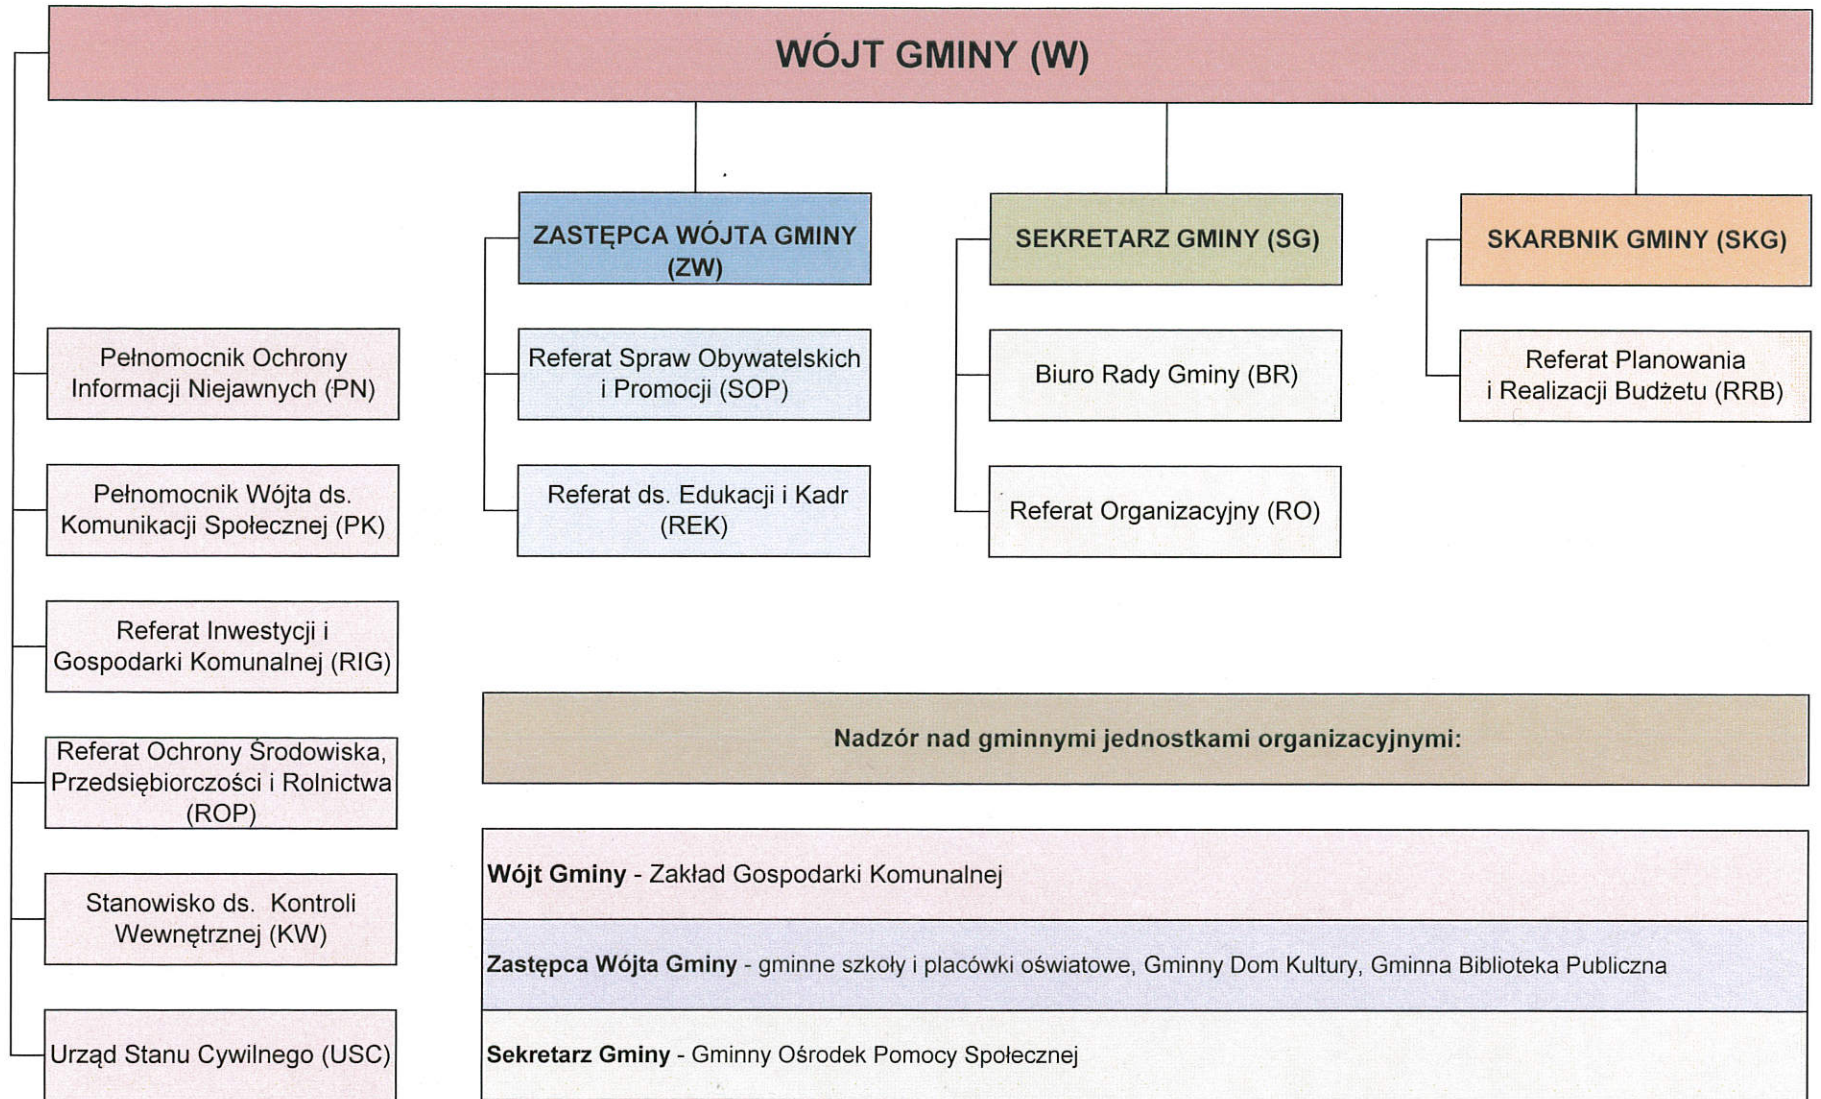 WÓJT GMINY (W)
ZASTĘPCA WÓJTA GMINY
(ZW)
SEKRETARZ GMINY (SG)
SKARBNIK GMINY (SKG)
Pełnomocnik Ochrony
Informacji Niejawnych (PN)
Referat Spraw Obywatelskich
i Promocji (SOP)
Biuro Rady Gminy (BR)
Referat Planowania
i Realizacji Budżetu (RRB)
Pełnomocnik Wójta ds.
Komunikacji Społecznej (PK)
Referat ds. Edukacji i Kadr
(REK)
Referat Organizacyjny (RO)
Referat Inwestycji i
Gospodarki Komunalnej (RIG)
Referat Ochrony Środowiska,
Przedsiębiorczości i Rolnictwa
(ROP)
Stanowisko ds. Kontroli
Wewnętrznej (KW)
Urząd Stanu Cywilnego (USC)
Nadzór nad gminnymi jednostkami organizacyjnymi:
Wójt Gminy - Zakład Gospodarki Komunalnej
Zastępca Wójta Gminy - gminne szkoły i placówki oświatowe, Gminny Dom Kultury, Gminna Biblioteka Publiczna
Sekretarz Gminy - Gminny Ośrodek Pomocy Społecznej